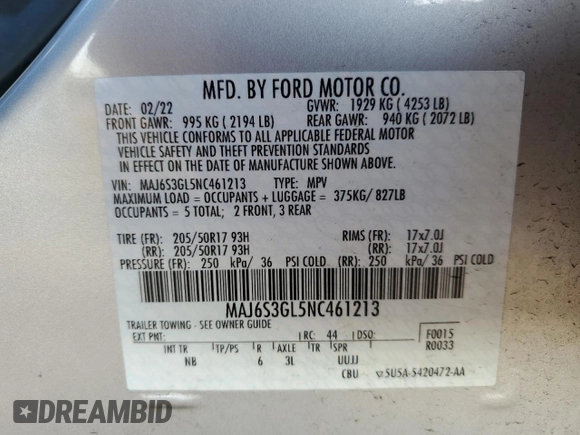 MFD. BY FORD MOTOR CO.
DATE: 02/22 GVWR: 1929 KG ( 4253 LB)
FRONT GAWR: 995 KG ( 2194 LB) REAR GAWR: 940 KG ( 2072 LB)
THIS VEHICLE CONFORMS TO ALL APPLICABLE FEDERAL MOTOR
VEHICLE SAFETY AND THEFT PREVENTION STANDARDS
IN EFFECT ON THE DATE OF MANUFACTURE SHOWN ABOVE.
VIN: MAJ6S3GL5NC461213 TYPE: MPV
MAXIMUM LOAD = OCCUPANTS + LUGGAGE = 375KG/ 827LB
OCCUPANTS = 5 TOTAL; 2 FRONT, 3 REAR
TIRE (FR): 205/50R17 93H RIMS (FR): 17x7.0J
(RR): 205/50R17 93H (RR): 17x7.0J
PRESSURE (FR): 250 kPa/ 36 PSI COLD (RR): 250 kPa/ 36 PSI COLD
MAJ6S3GL5NC461213
TRAILER TOWING - SEE OWNER GUIDE
EXT PNT: RC: 44 DSO: F0015
INT TR TP/PS R AXLE TR SPR R0033
NB 6 3L UUJJ
CBU SU5A-5420472-AA
DREAMBID